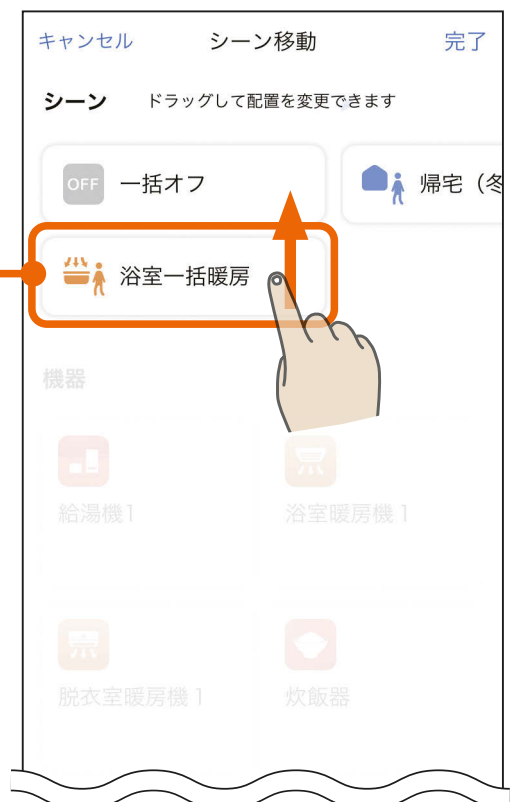 キャンセル シーン移動 完了
シーン ドラッグして配置を変更できます
OFF 一括オフ 帰宅（冬
浴室一括暖房
機器
給湯機1 浴室暖房機1
脱衣室暖房機1 炊飯器